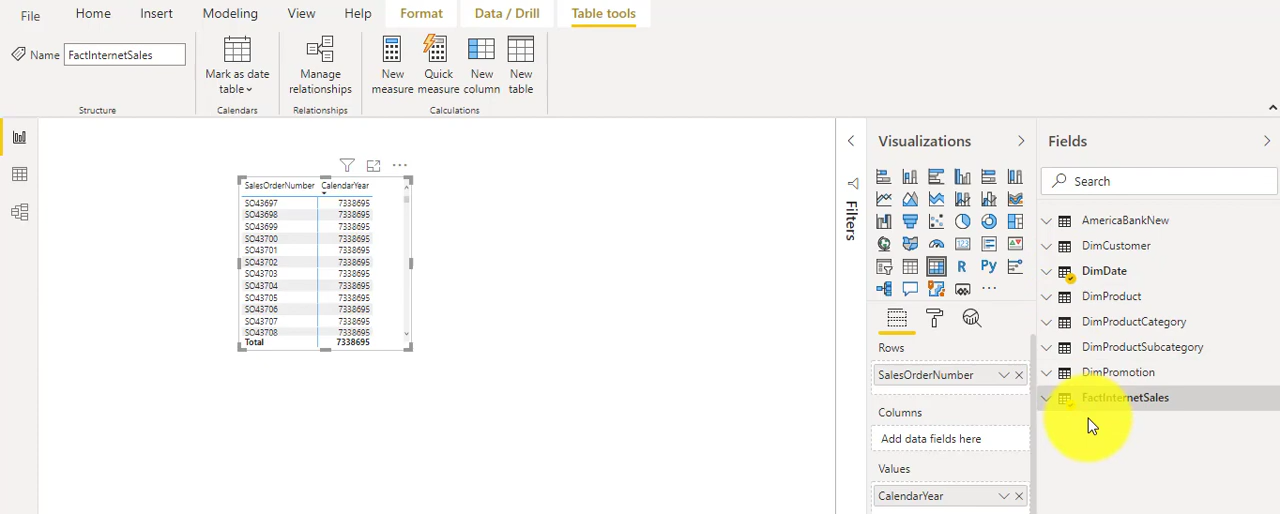 File Home Insert Modeling View Help Format Data / Drill Table tools
Name FactInternetSales
Mark as date table
Manage relationships
New measure
Quick measure
New column
New table
Structure Calendars Relationships Calculations
SalesOrderNumber CalendarYear
SO43697 7338695
SO43698 7338695
SO43699 7338695
SO43700 7338695
SO43701 7338695
SO43702 7338695
SO43703 7338695
SO43704 7338695
SO43705 7338695
SO43706 7338695
SO43707 7338695
SO43708 7338695
Total 7338695
Filters
Visualizations
R Py
Rows
SalesOrderNumber
Columns
Add data fields here
Values
CalendarYear
Fields
Search
AmericaBankNew
DimCustomer
DimDate
DimProduct
DimProductCategory
DimProductSubcategory
DimPromotion
FactInternetSales